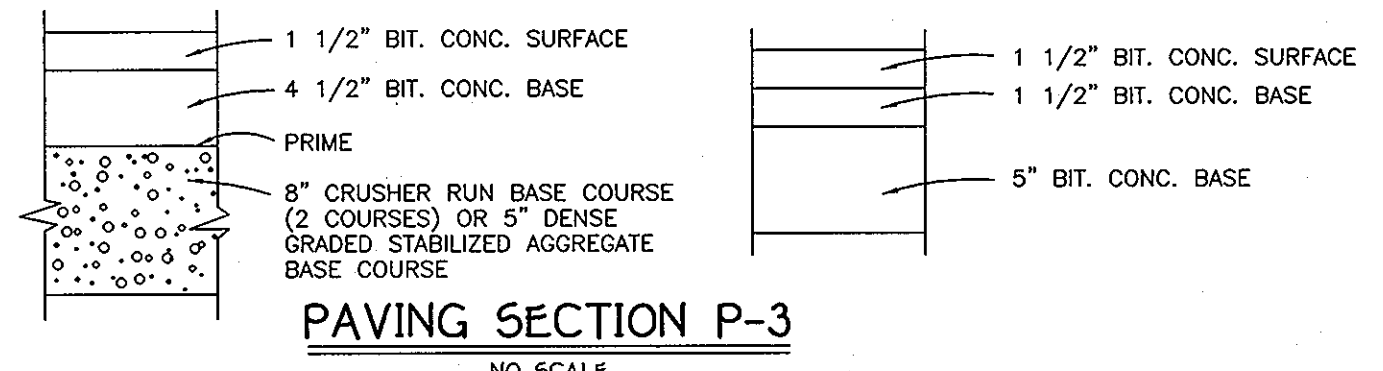 1 1/2" BIT. CONC. SURFACE
4 1/2" BIT. CONC. BASE
PRIME
8" CRUSHER RUN BASE COURSE
(2 COURSES) OR 5" DENSE
GRADED STABILIZED AGGREGATE
BASE COURSE
1 1/2" BIT. CONC. SURFACE
1 1/2" BIT. CONC. BASE
5" BIT. CONC. BASE
PAVING SECTION P-3
NO SCALE